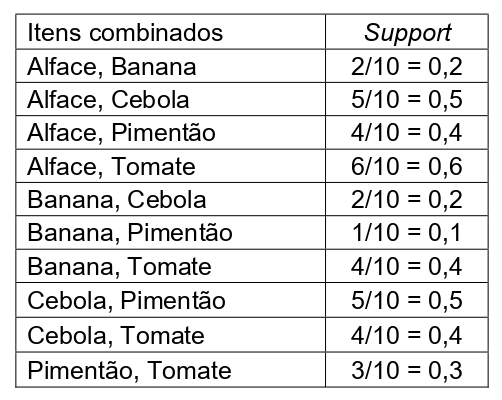 Itens combinados Support
Alface, Banana 2/10 = 0,2
Alface, Cebola 5/10 = 0,5
Alface, Pimentão 4/10 = 0,4
Alface, Tomate 6/10 = 0,6
Banana, Cebola 2/10 = 0,2
Banana, Pimentão 1/10 = 0,1
Banana, Tomate 4/10 = 0,4
Cebola, Pimentão 5/10 = 0,5
Cebola, Tomate 4/10 = 0,4
Pimentão, Tomate 3/10 = 0,3